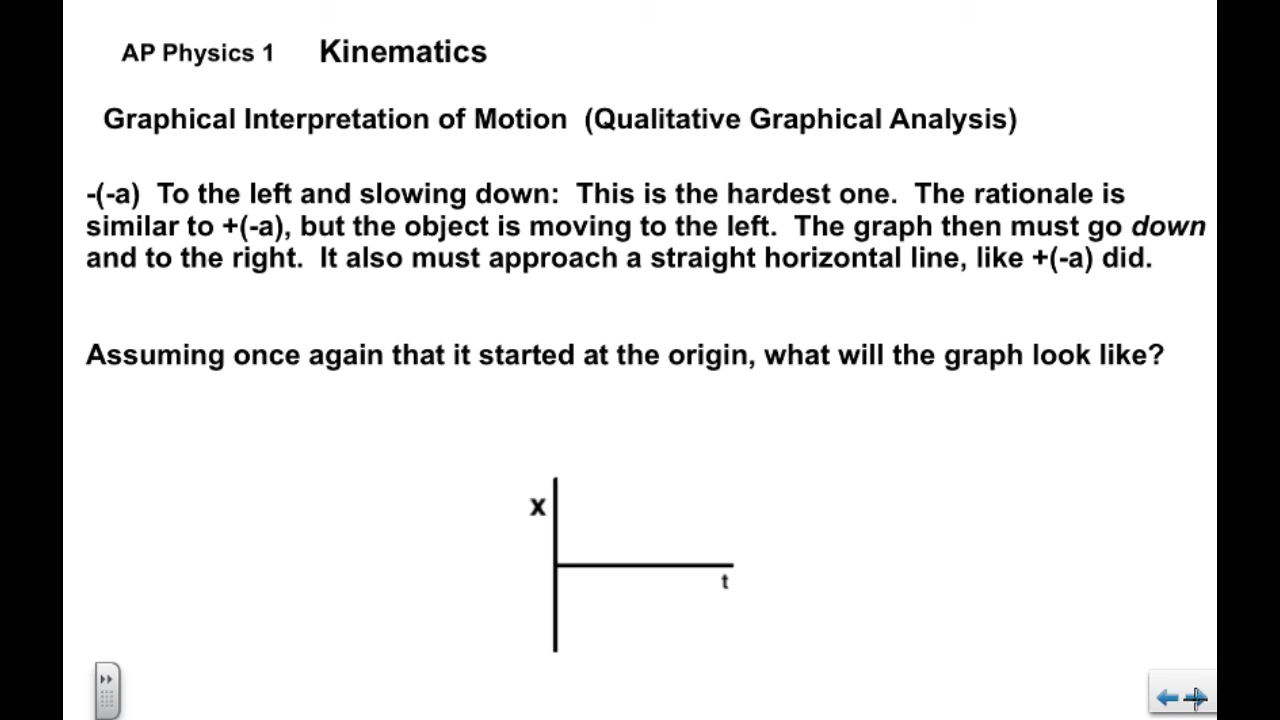 AP Physics 1 Kinematics
Graphical Interpretation of Motion (Qualitative Graphical Analysis)
-(-a) To the left and slowing down: This is the hardest one. The rationale is
similar to +(-a), but the object is moving to the left. The graph then must go down
and to the right. It also must approach a straight horizontal line, like +(-a) did.
Assuming once again that it started at the origin, what will the graph look like?
x
t